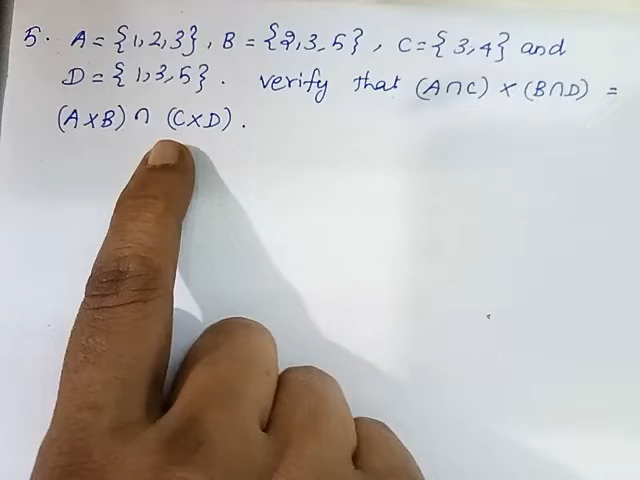 5. A = {1,2,3}, B = {2,3,5}, C = {3,4} and
D = {1,3,5}. Verify that (A∩C) × (B∩D) =
(A×B) ∩ (C×D).